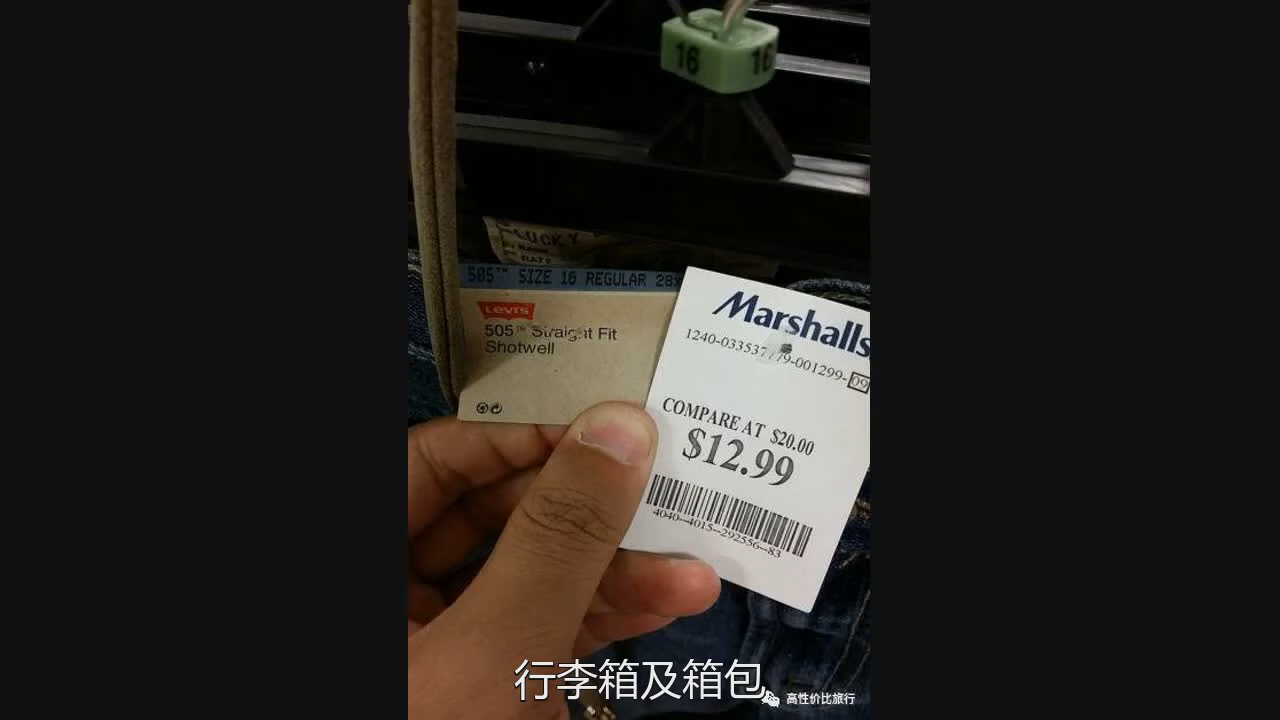 16 16
LUCKY
505™ SIZE 16 REGULAR 28x
Levi's
505™ Straight Fit
Shotwell
Marshalls
1240-033537779-001299-09
COMPARE AT $20.00
$12.99
4040--4015--292556--83
行李箱及箱包
高性价比旅行